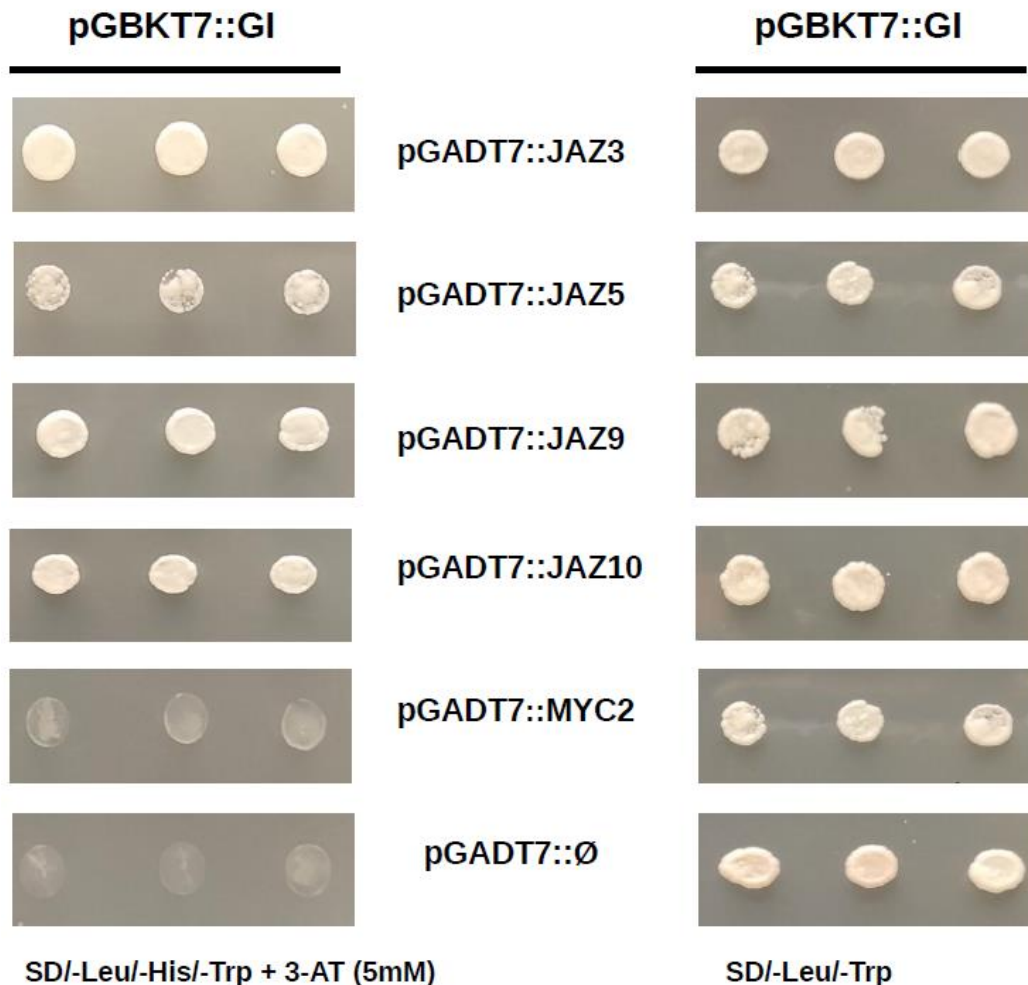 pGBKT7::GI
pGBKT7::GI
pGADT7::JAZ3
pGADT7::JAZ5
pGADT7::JAZ9
pGADT7::JAZ10
pGADT7::MYC2
pGADT7::Ø
SD/-Leu/-His/-Trp + 3-AT (5mM)
SD/-Leu/-Trp